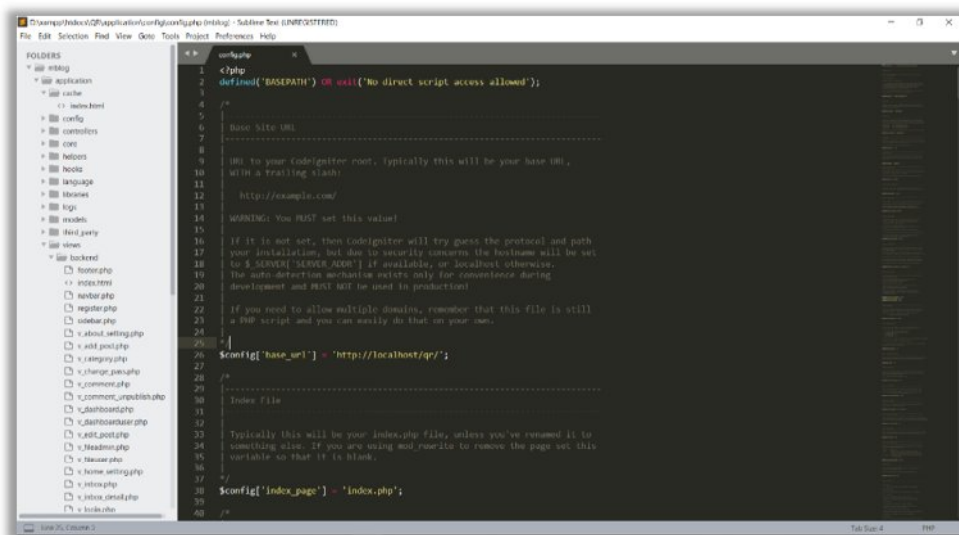 D:\xampp\htdocs\QR\application\config\config.php (mblog) - Sublime Text (UNREGISTERED)
File Edit Selection Find View Goto Tools Project Preferences Help
FOLDERS
mblog
application
cache
index.html
config
controllers
core
helpers
hooks
language
libraries
logs
models
third_party
views
backend
footer.php
index.html
navbar.php
register.php
sidebar.php
v_about_setting.php
v_add_post.php
v_category.php
v_change_pass.php
v_comment.php
v_comment_unpublish.php
v_dashboard.php
v_dashboarduser.php
v_edit_post.php
v_fileadmin.php
v_fileuser.php
v_home_setting.php
v_inbox.php
v_inbox_detail.php
config.php
1 <?php
2 defined('BASEPATH') OR exit('No direct script access allowed');
3
4 /*
5 |--------------------------------------------------------------------------
6 | Base Site URL
7 |--------------------------------------------------------------------------
8 |
9 | URL to your CodeIgniter root. Typically this will be your base URL,
10 | WITH a trailing slash:
11 |
12 | http://example.com/
13 |
14 | WARNING: You MUST set this value!
15 |
16 | If it is not set, then CodeIgniter will try guess the protocol and path
17 | your installation, but due to security concerns the hostname will be set
18 | to $_SERVER['SERVER_ADDR'] if available, or localhost otherwise.
19 | The auto-detection mechanism exists only for convenience during
20 | development and MUST NOT be used in production!
21 |
22 | If you need to allow multiple domains, remember that this file is still
23 | a PHP script and you can easily do that on your own.
24 |
25 */
26 $config['base_url'] = 'http://localhost/qr/';
27
28 /*
29 |--------------------------------------------------------------------------
30 | Index File
31 |--------------------------------------------------------------------------
32 |
33 | Typically this will be your index.php file, unless you've renamed it to
34 | something else. If you are using mod_rewrite to remove the page set this
35 | variable so that it is blank.
36 |
37 */
38 $config['index_page'] = 'index.php';
39
40 /*
Line 25, Column 3
Tab Size: 4
PHP